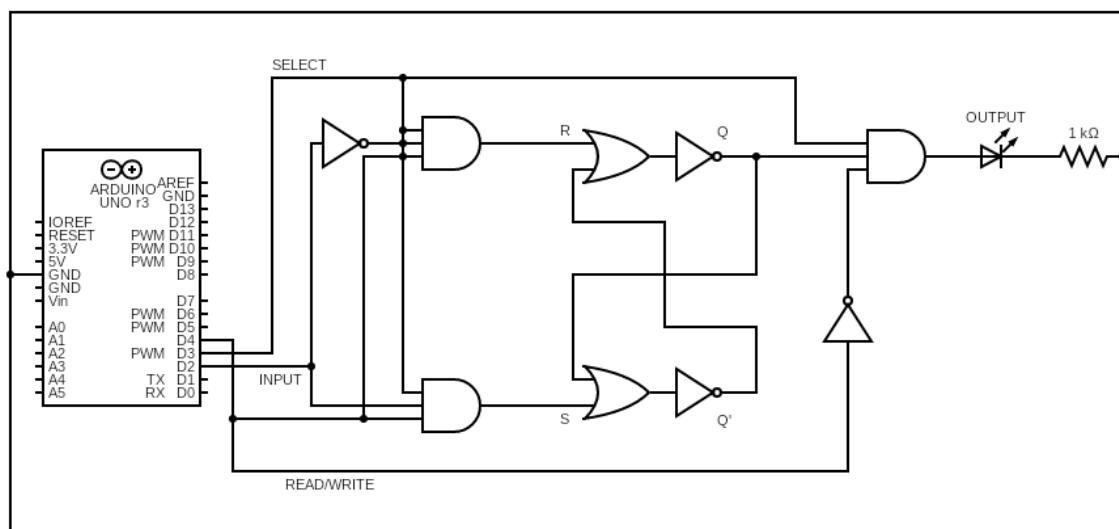 SELECT
OUTPUT
1 kΩ
R
Q
ARDUINO
UNO r3
AREF
GND
D13
IOREF D12
RESET PWM D11
3.3V PWM D10
5V PWM D9
GND D8
GND
Vin D7
PWM D6
A0 PWM D5
A1 D4
A2 PWM D3
A3 D2
A4 TX D1
A5 RX D0
INPUT
S
Q'
READ/WRITE